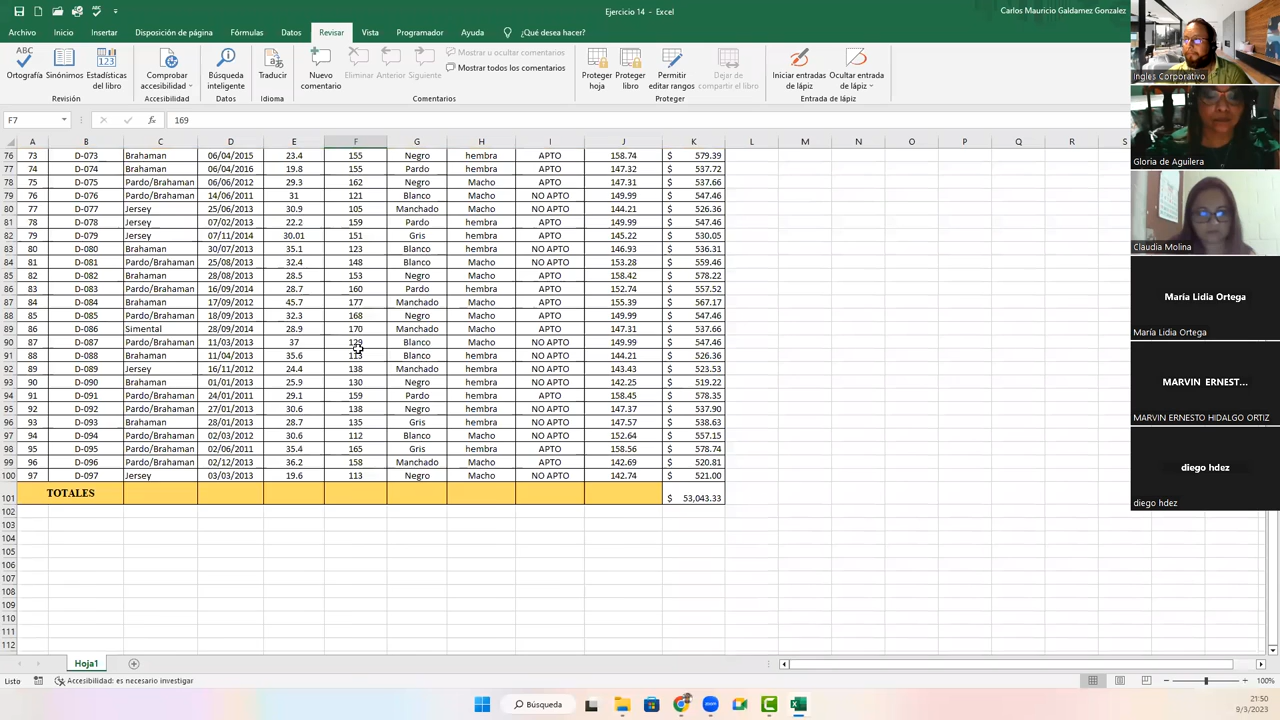 Ejercicio 14 - Excel
Carlos Mauricio Galdamez Gonzalez
Archivo Inicio Insertar Disposición de página Fórmulas Datos Revisar Vista Programador Ayuda ¿Qué desea hacer?
Ortografía Sinónimos Estadísticas del libro
Comprobar accesibilidad
Búsqueda inteligente
Traducir
Nuevo comentario
Eliminar Anterior Siguiente
Mostrar u ocultar comentarios
Mostrar todos los comentarios
Proteger hoja
Proteger libro
Permitir editar rangos
Dejar de compartir el libro
Iniciar entradas de lápiz
Ocultar entrada de lápiz
Revisión Accesibilidad Datos Idioma Comentarios Proteger Entrada de lápiz
F7 fx 169
A B C D E F G H I J K L M N O P Q R S
76 73 D-073 Brahaman 06/04/2015 23.4 155 Negro hembra APTO 158.74 $ 579.39
77 74 D-074 Brahaman 06/04/2016 19.8 155 Pardo hembra APTO 147.32 $ 537.72
78 75 D-075 Pardo/Brahaman 06/06/2011 29.3 162 Negro Macho APTO 147.31 $ 537.66
79 76 D-076 Pardo/Brahaman 14/06/2011 31 121 Blanco Macho NO APTO 149.99 $ 547.46
80 77 D-077 Jersey 25/06/2013 30.9 105 Manchado Macho NO APTO 144.21 $ 526.36
81 78 D-078 Jersey 07/02/2013 22.2 159 Pardo hembra APTO 149.99 $ 547.46
82 79 D-079 Jersey 07/11/2014 30.01 151 Gris hembra APTO 145.22 $ 530.05
83 80 D-080 Brahaman 30/07/2013 35.1 123 Blanco hembra NO APTO 146.93 $ 536.31
84 81 D-081 Pardo/Brahaman 25/08/2013 32.4 148 Blanco Macho NO APTO 153.28 $ 559.46
85 82 D-082 Brahaman 28/08/2013 28.5 153 Negro Macho APTO 158.42 $ 578.22
86 83 D-083 Pardo/Brahaman 16/09/2014 28.7 160 Pardo Macho APTO 152.74 $ 557.52
87 84 D-084 Brahaman 17/09/2012 45.7 177 Manchado Macho APTO 155.39 $ 567.17
88 85 D-085 Pardo/Brahaman 18/09/2013 32.3 168 Negro Macho APTO 149.99 $ 547.46
89 86 D-086 Simental 28/09/2014 28.9 170 Manchado Macho APTO 147.31 $ 537.66
90 87 D-087 Pardo/Brahaman 11/03/2013 37 129 Blanco Macho NO APTO 149.99 $ 547.46
91 88 D-088 Brahaman 11/04/2013 35.6 113 Blanco hembra NO APTO 144.21 $ 526.36
92 89 D-089 Jersey 16/11/2012 24.4 138 Manchado hembra NO APTO 143.43 $ 523.53
93 90 D-090 Brahaman 01/01/2013 25.9 130 Negro hembra NO APTO 142.25 $ 519.22
94 91 D-091 Pardo/Brahaman 24/01/2011 29.1 159 Pardo hembra APTO 158.45 $ 578.35
95 92 D-092 Pardo/Brahaman 27/01/2013 30.6 138 Negro hembra NO APTO 147.37 $ 537.90
96 93 D-093 Brahaman 28/01/2013 28.7 135 Gris hembra NO APTO 147.57 $ 538.63
97 94 D-094 Pardo/Brahaman 02/03/2012 30.6 112 Blanco Macho NO APTO 152.64 $ 557.15
98 95 D-095 Pardo/Brahaman 02/06/2011 35.4 165 Gris hembra APTO 158.56 $ 578.74
99 96 D-096 Pardo/Brahaman 02/12/2013 36.2 158 Manchado Macho APTO 142.69 $ 520.81
100 97 D-097 Jersey 03/03/2013 19.6 113 Negro Macho NO APTO 142.74 $ 521.00
101 TOTALES $ 53,043.33
102
103
104
105
106
107
108
109
110
111
112
Ingles Corporativo
Gloria de Aguilera
Claudia Molina
María Lidia Ortega
María Lidia Ortega
MARVIN ERNEST...
MARVIN ERNESTO HIDALGO ORTIZ
diego hdez
diego hdez
Hoja1
Listo Accesibilidad: es necesario investigar 100%
Búsqueda
21:50
9/3/2023